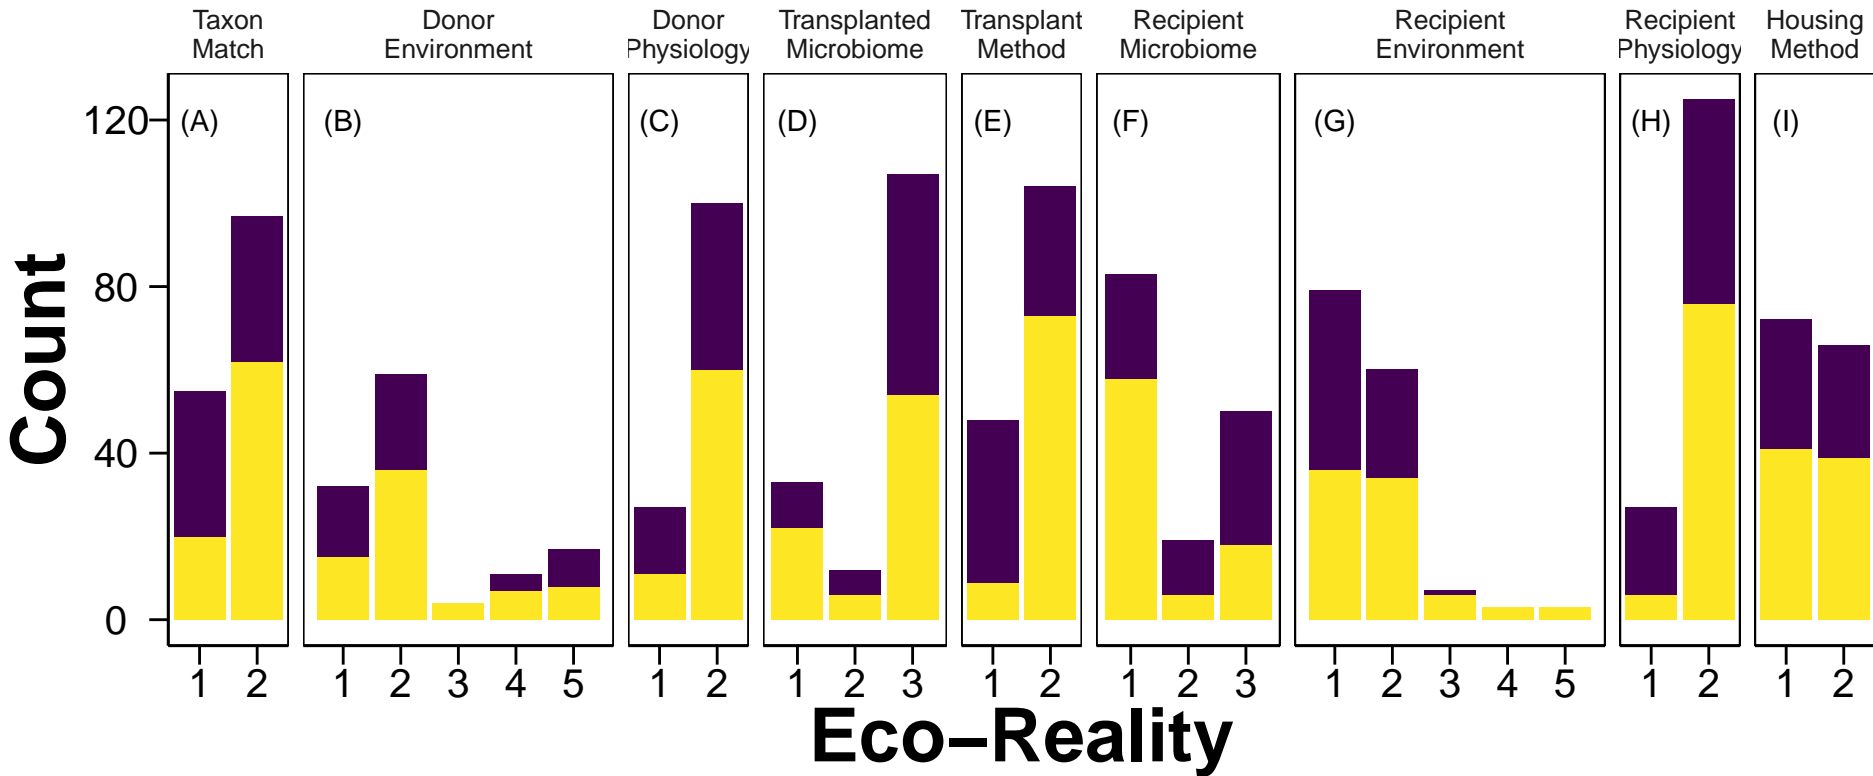 Taxon
Match
Donor
Environment
Donor
Physiology
Transplanted
Microbiome
Transplant
Method
Recipient
Microbiome
Recipient
Environment
Recipient
Physiology
Housing
Method
(A)
(B)
(C)
(D)
(E)
(F)
(G)
(H)
(I)
120
80
40
0
Count
1 2
1 2 3 4 5
1 2
1 2 3
1 2
1 2 3
1 2 3 4 5
1 2
1 2
Eco–Reality